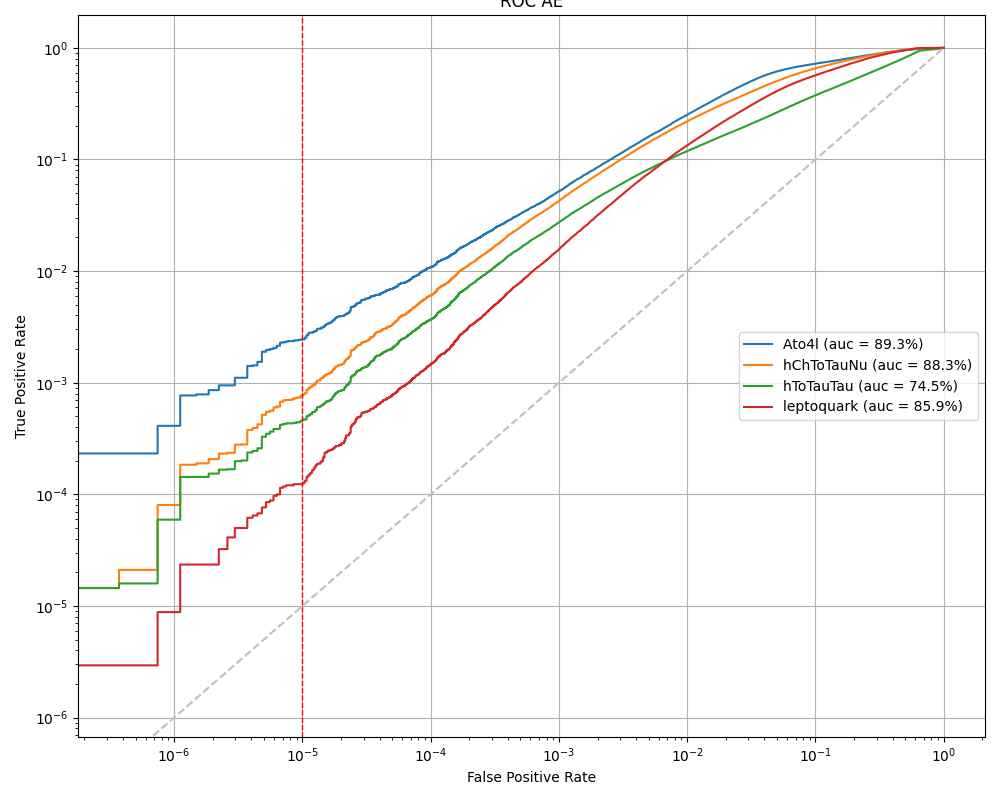 ROC AE
10⁰
10⁻¹
10⁻²
10⁻³
10⁻⁴
10⁻⁵
10⁻⁶
True Positive Rate
Ato4l (auc = 89.3%)
hChToTauNu (auc = 88.3%)
hToTauTau (auc = 74.5%)
leptoquark (auc = 85.9%)
10⁻⁶ 10⁻⁵ 10⁻⁴ 10⁻³ 10⁻² 10⁻¹ 10⁰
False Positive Rate